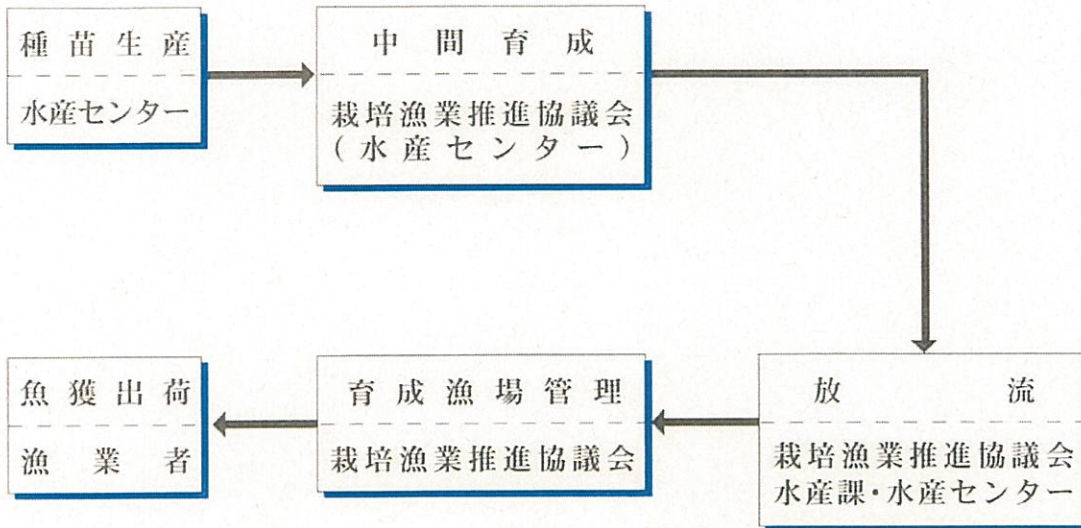 種苗生産
水産センター
中間育成
栽培漁業推進協議会
(水産センター)
放流
栽培漁業推進協議会
水産課・水産センター
育成漁場管理
栽培漁業推進協議会
魚獲出荷
漁業者